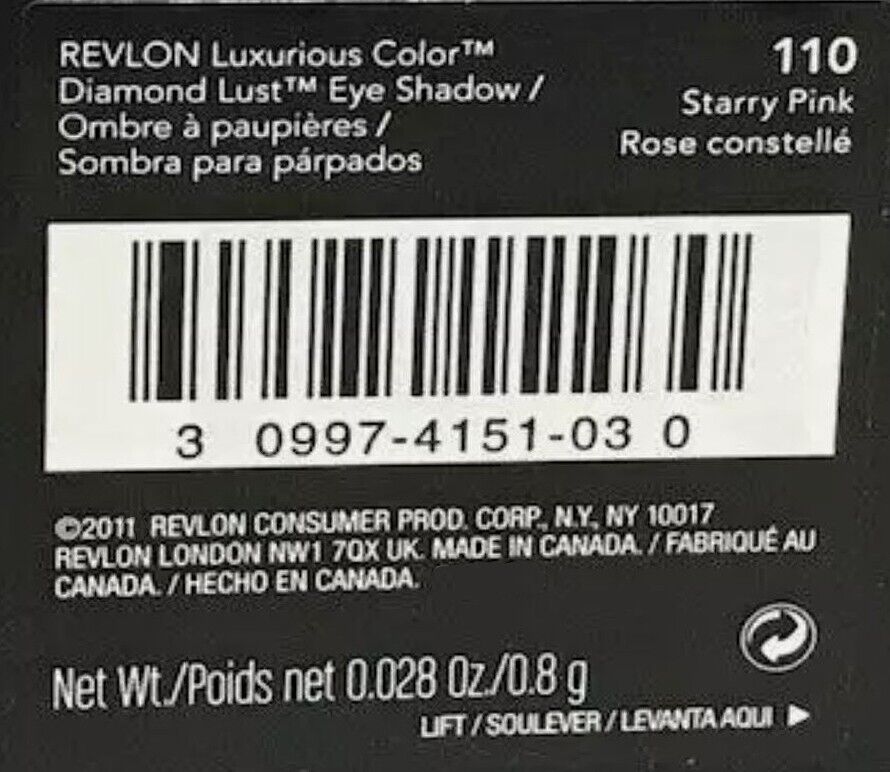 REVLON Luxurious Color™
Diamond Lust™ Eye Shadow /
Ombre à paupières /
Sombra para párpados
110
Starry Pink
Rose constellé
3 0997-4151-03 0
©2011 REVLON CONSUMER PROD. CORP., N.Y., NY 10017
REVLON LONDON NW1 7QX UK. MADE IN CANADA. / FABRIQUÉ AU
CANADA. / HECHO EN CANADA.
Net Wt./Poids net 0.028 Oz./0.8 g
LIFT / SOULEVER / LEVANTA AQUI ▶